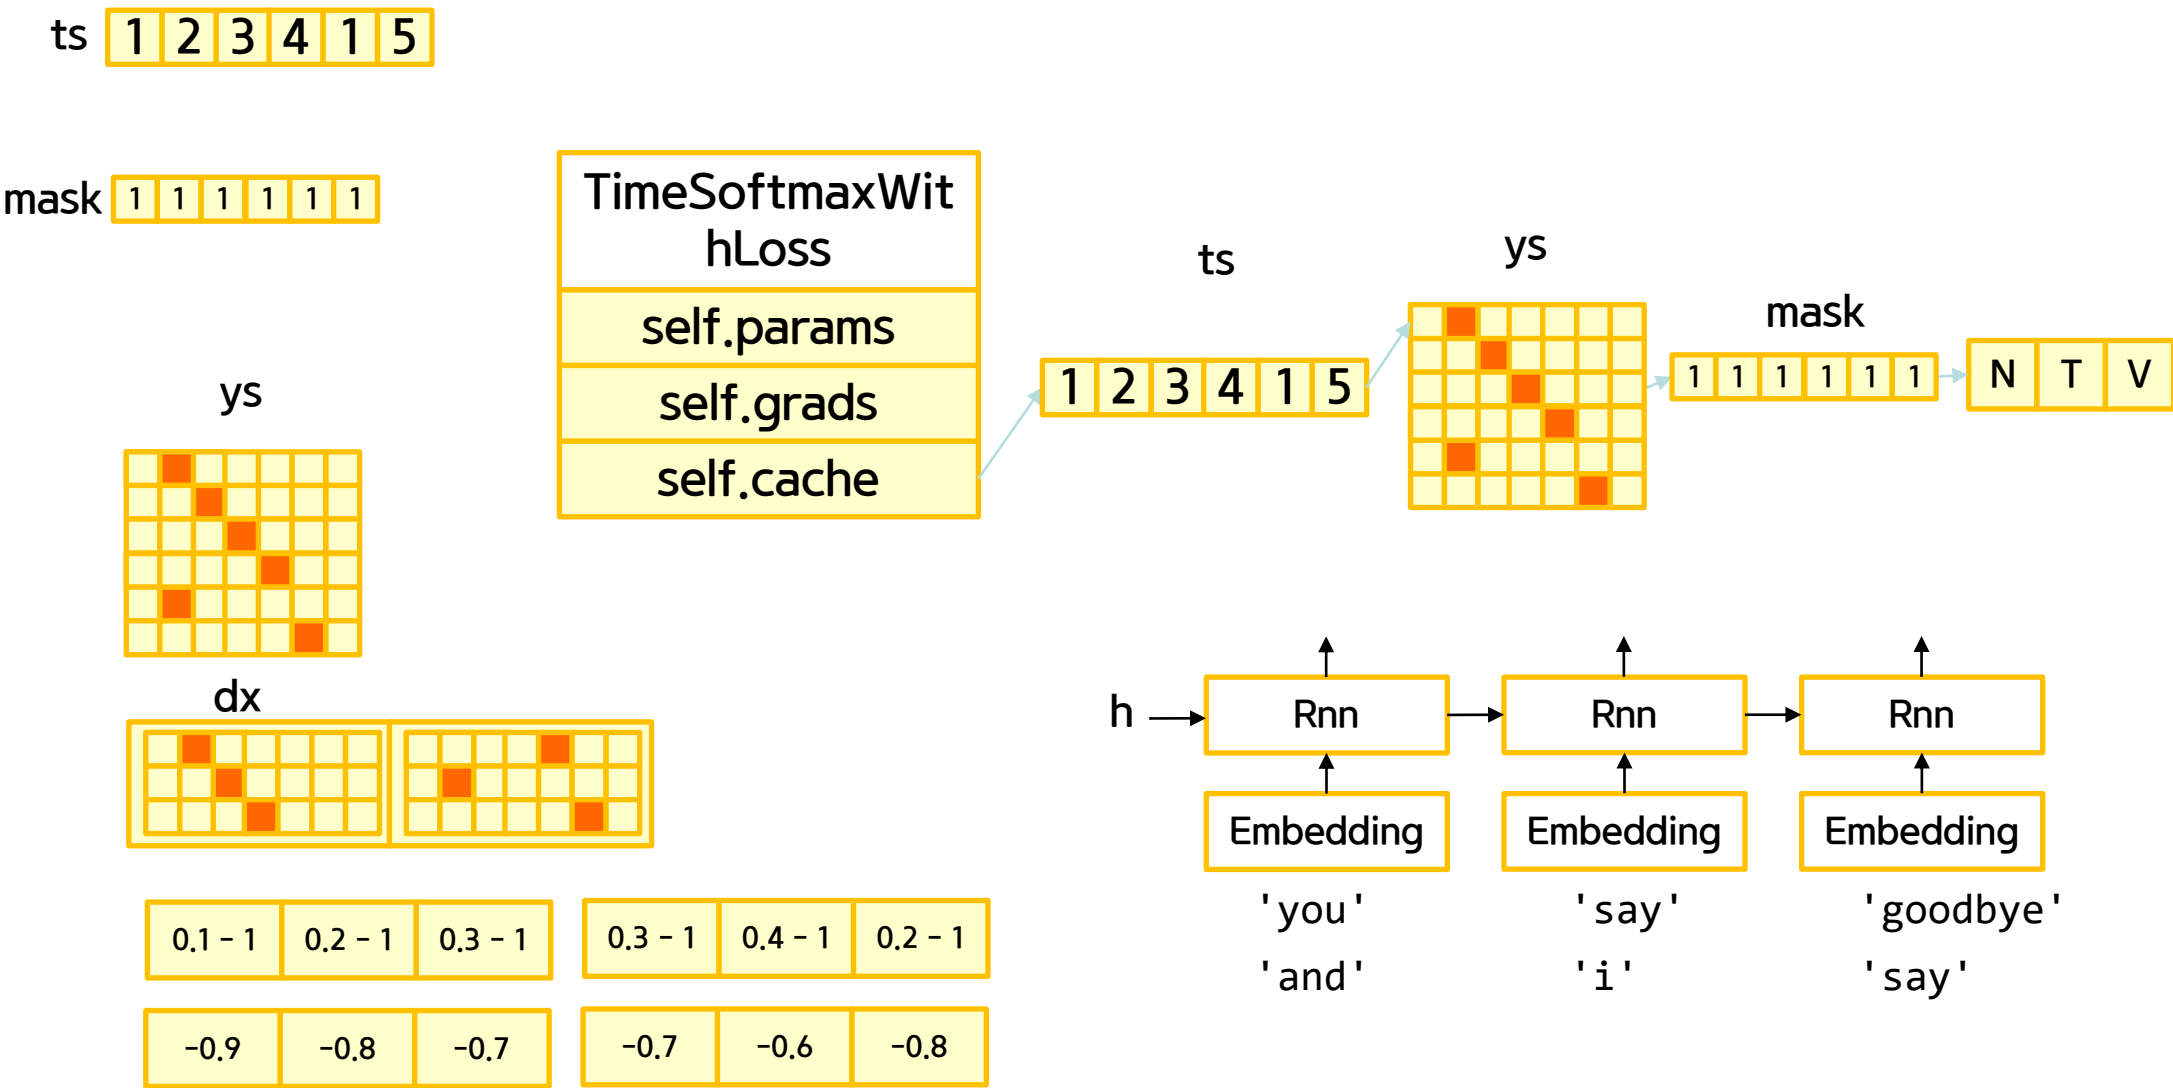 ts 1 2 3 4 1 5
mask 1 1 1 1 1 1
TimeSoftmaxWit
hLoss
self.params
self.grads
self.cache
ts
1 2 3 4 1 5
ys
mask
1 1 1 1 1 1
N T V
ys
dx
0.1 - 1 0.2 - 1 0.3 - 1
0.3 - 1 0.4 - 1 0.2 - 1
-0.9 -0.8 -0.7
-0.7 -0.6 -0.8
h Rnn Rnn Rnn
Embedding Embedding Embedding
'you' 'say' 'goodbye'
'and' 'i' 'say'